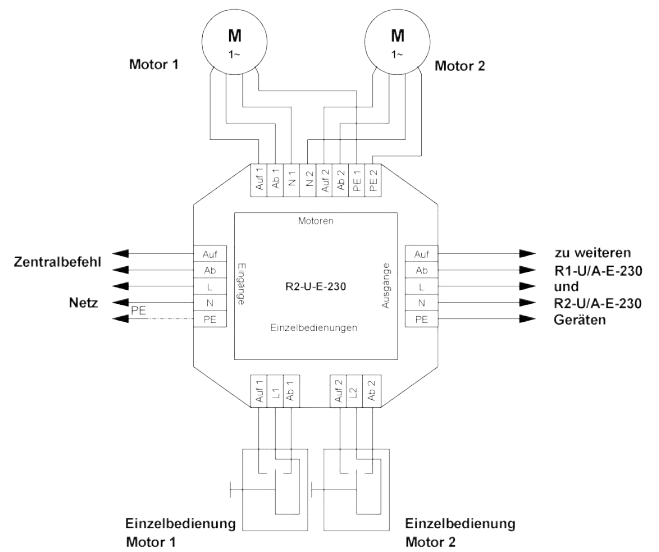 M
1~
M
1~
Motor 1
Motor 2
Auf 1
Ab 1
N 1
N 2
Auf 2
Ab 2
PE 1
PE 2
Motoren
Zentralbefehl
Netz
PE
Auf
Ab
L
N
PE
Eingänge
R2-U-E-230
Ausgänge
Einzelbedienungen
Auf
Ab
L
N
PE
zu weiteren
R1-U/A-E-230
und
R2-U/A-E-230
Geräten
Auf 1
L1
Ab 1
Auf 2
L2
Ab 2
Einzelbedienung
Motor 1
Einzelbedienung
Motor 2